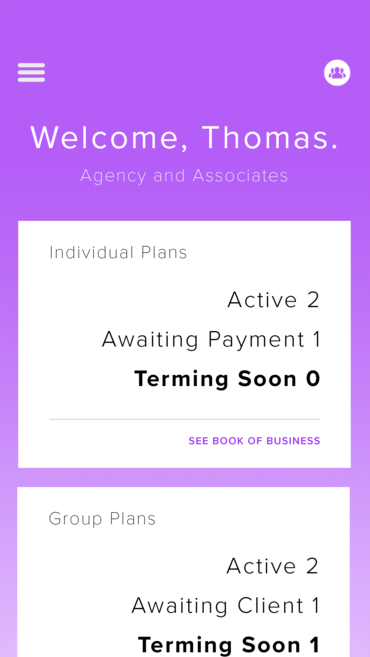 Welcome, Thomas.
Agency and Associates
Individual Plans
Active 2
Awaiting Payment 1
Terming Soon 0
SEE BOOK OF BUSINESS
Group Plans
Active 2
Awaiting Client 1
Terming Soon 1